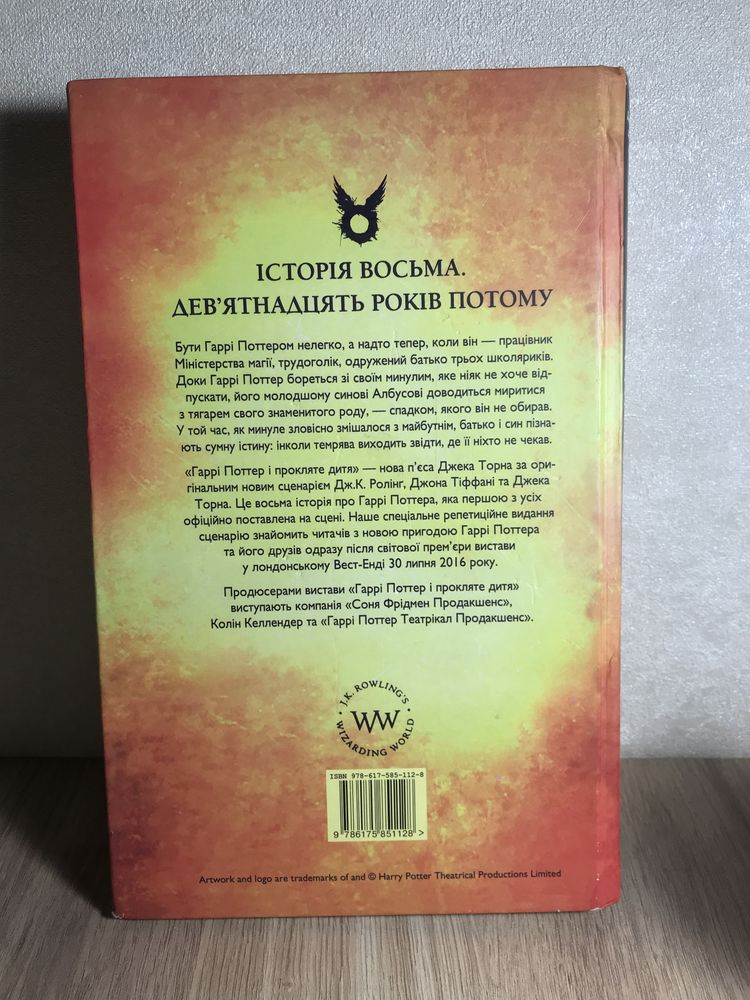 ІСТОРІЯ ВОСЬМА.
ДЕВ’ЯТНАДЦЯТЬ РОКІВ ПОТОМУ
Бути Гаррі Поттером нелегко, а надто тепер, коли він — працівник
Міністерства магії, трудоголік, одружений батько трьох школяриків.
Доки Гаррі Поттер бореться зі своїм минулим, яке ніяк не хоче від-
пускати, його молодшому синові Албусові доводиться миритися
з тягарем свого знаменитого роду, — спадком, якого він не обирав.
У той час, як минуле зловісно змішалося з майбутнім, батько і син пізна-
ють сумну істину: інколи темрява виходить звідти, де її ніхто не чекав.
«Гаррі Поттер і прокляте дитя» — нова п’єса Джека Торна за ори-
гінальним новим сценарієм Дж.К. Ролінґ, Джона Тіффані та Джека
Торна. Це восьма історія про Гаррі Поттера, яка першою з усіх
офіційно поставлена на сцені. Наше спеціальне репетиційне видання
сценарію знайомить читачів з новою пригодою Гаррі Поттера
та його друзів одразу після світової прем’єри вистави
у лондонському Вест-Енді 30 липня 2016 року.
Продюсерами вистави «Гаррі Поттер і прокляте дитя»
виступають компанія «Соня Фрідмен Продакшенс»,
Колін Келлендер та «Гаррі Поттер Театрікал Продакшенс».
J.K. ROWLING’S
WW
WIZARDING WORLD
ISBN 978-617-585-112-8
9 786175 851128 >
Artwork and logo are trademarks of and © Harry Potter Theatrical Productions Limited